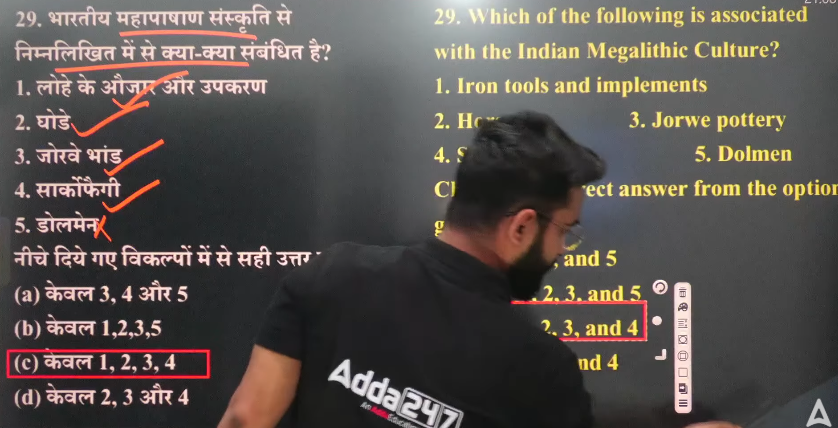 29. भारतीय महापाषाण संस्कृति से
निम्नलिखित में से क्या-क्या संबंधित है?
1. लोहे के औजार और उपकरण
2. घोडे
3. जोरवे भांड
4. सार्कोफैगी
5. डोलमेन
नीचे दिये गए विकल्पों में से सही उत्तर
(a) केवल 3, 4 और 5
(b) केवल 1,2,3,5
(c) केवल 1, 2, 3, 4
(d) केवल 2, 3 और 4
29. Which of the following is associated
with the Indian Megalithic Culture?
1. Iron tools and implements
2. 3. Jorwe pottery
4. 5. Dolmen
answer from the option
and 5
2, 3, and 5
2, 3, and 4
and 4
Adda247